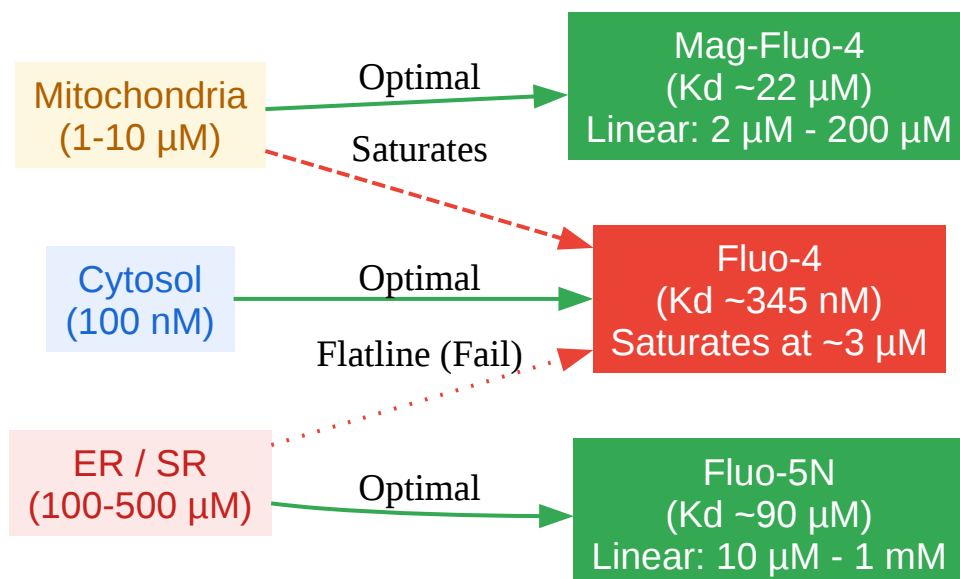 Mitochondria
(1-10 µM)
Optimal
Mag-Fluo-4
(Kd ~22 µM)
Linear: 2 µM - 200 µM
Saturates
Cytosol
(100 nM)
Optimal
Fluo-4
(Kd ~345 nM)
Saturates at ~3 µM
Flatline (Fail)
ER / SR
(100-500 µM)
Optimal
Fluo-5N
(Kd ~90 µM)
Linear: 10 µM - 1 mM